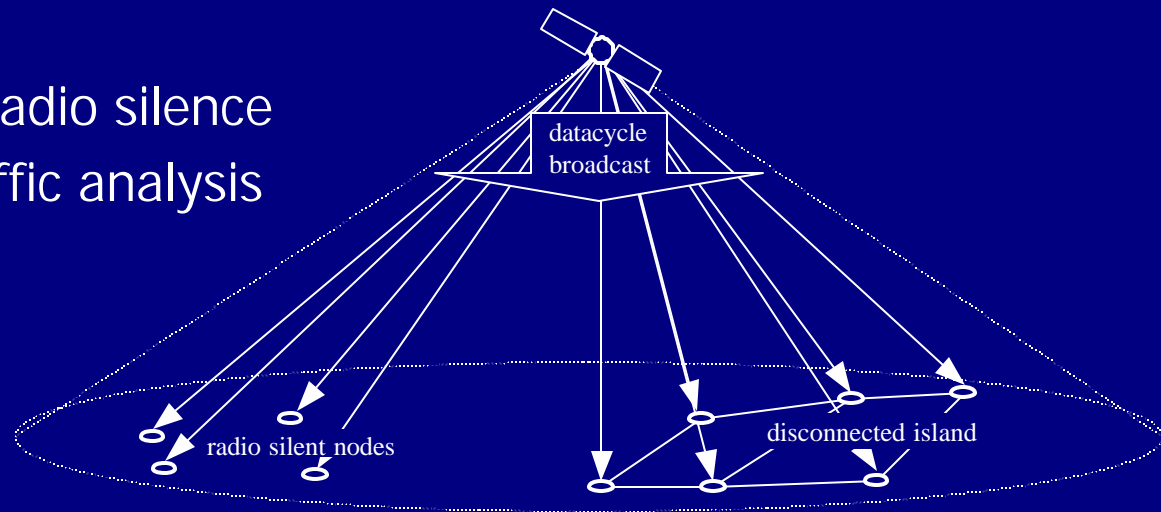 adio silence
ffic analysis
datacycle
broadcast
radio silent nodes
disconnected island